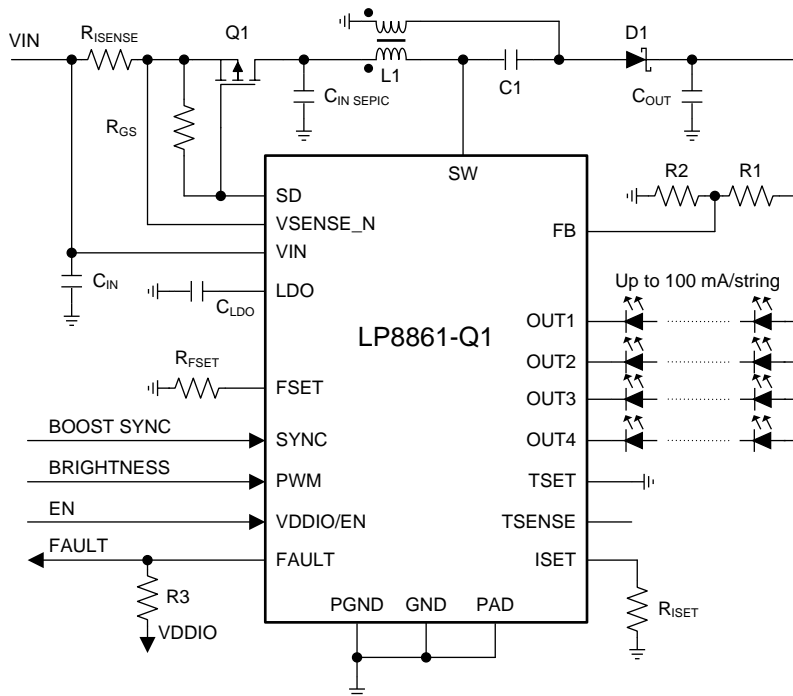 VIN
RISENSE
Q1
L1
C1
D1
CIN SEPIC
COUT
RGS
SW
R2
R1
SD
VSENSE_N
FB
VIN
CIN
LDO
CLDO
Up to 100 mA/string
OUT1
LP8861-Q1
OUT2
RFSET
FSET
OUT3
BOOST SYNC
SYNC
OUT4
BRIGHTNESS
PWM
TSET
EN
VDDIO/EN
TSENSE
FAULT
FAULT
ISET
R3
PGND
GND
PAD
RISET
VDDIO